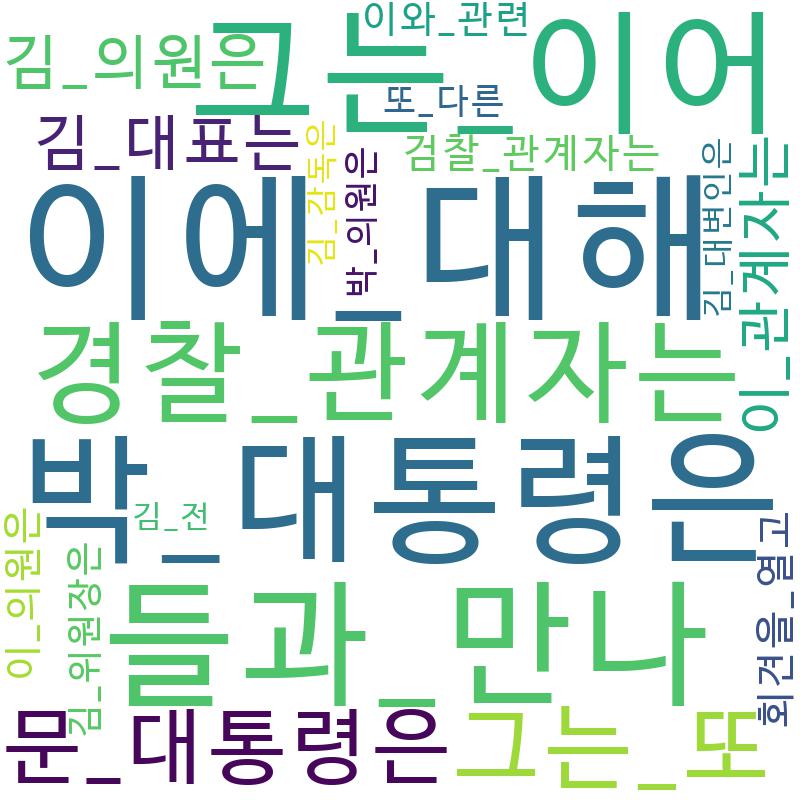 이와_관련
김_의원은
그는_이어
또_다른
김_대표는
김_감독은
박_의원은
검찰_관계자는
김_대변인은
이_관계자는
이에_대해
경찰_관계자는
박_대통령은
김_전
이_의원은
김_위원장은
들과_만나
회견을_열고
문_대통령은
그는_또